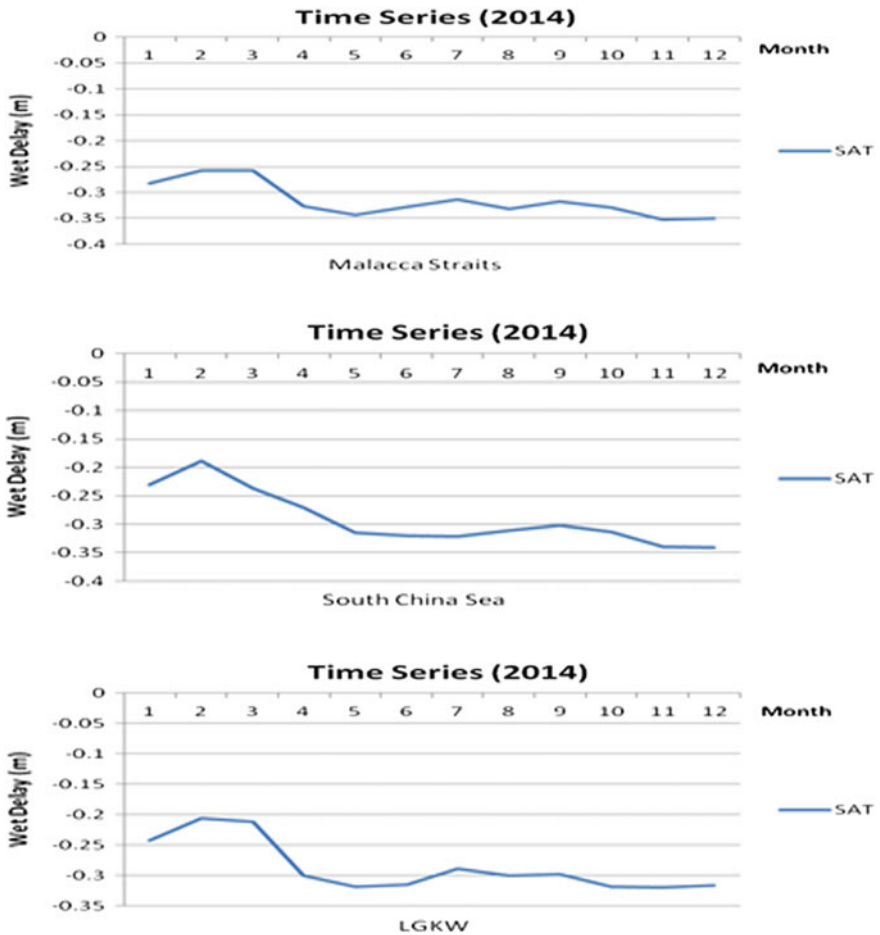 Time Series (2014)
0
-0.05
-0.1
-0.15
-0.2
-0.25
-0.3
-0.35
-0.4
1 2 3 4 5 6 7 8 9 10 11 12
Month
Wet Delay (m)
SAT
Malacca Straits
Time Series (2014)
0
-0.05
-0.1
-0.15
-0.2
-0.25
-0.3
-0.35
-0.4
1 2 3 4 5 6 7 8 9 10 11 12
Month
Wet Delay (m)
SAT
South China Sea
Time Series (2014)
0
-0.05
-0.1
-0.15
-0.2
-0.25
-0.3
-0.35
1 2 3 4 5 6 7 8 9 10 11 12
Month
Wet Delay (m)
SAT
LGKW